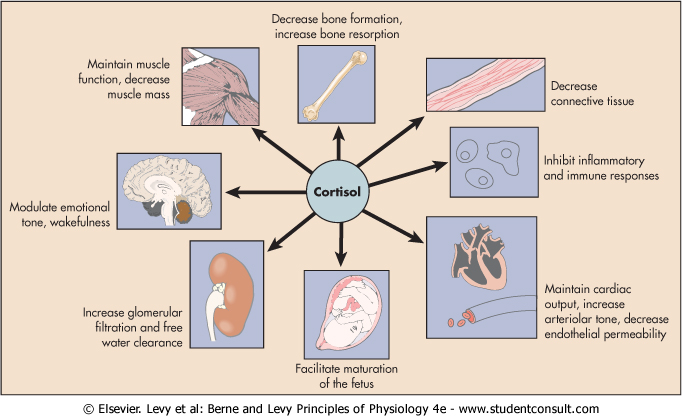 Decrease bone formation,
increase bone resorption
Maintain muscle
function, decrease
muscle mass
Decrease
connective tissue
Cortisol
Inhibit inflammatory
and immune responses
Modulate emotional
tone, wakefulness
Increase glomerular
filtration and free
water clearance
Maintain cardiac
output, increase
arteriolar tone, decrease
endothelial permeability
Facilitate maturation
of the fetus
© Elsevier. Levy et al: Berne and Levy Principles of Physiology 4e - www.studentconsult.com